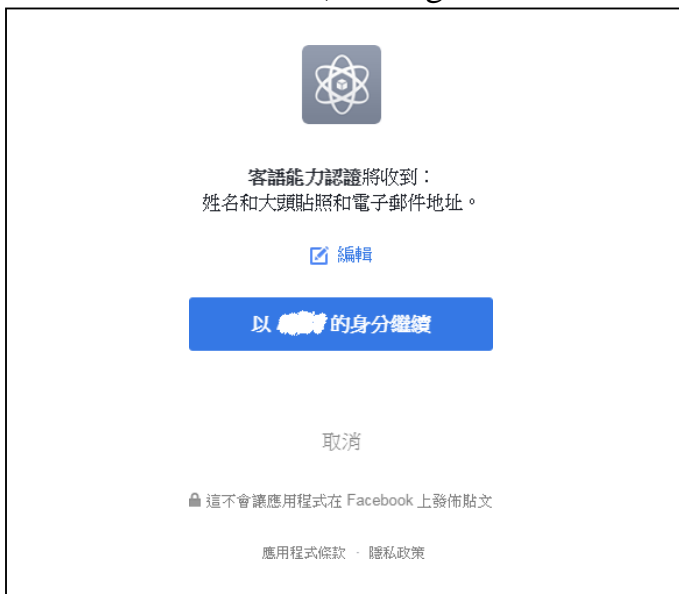 客語能力認證將收到：
姓名和大頭貼照和電子郵件地址。
編輯
以 的身分繼續
取消
這不會讓應用程式在 Facebook 上發佈貼文
應用程式條款 · 隱私政策